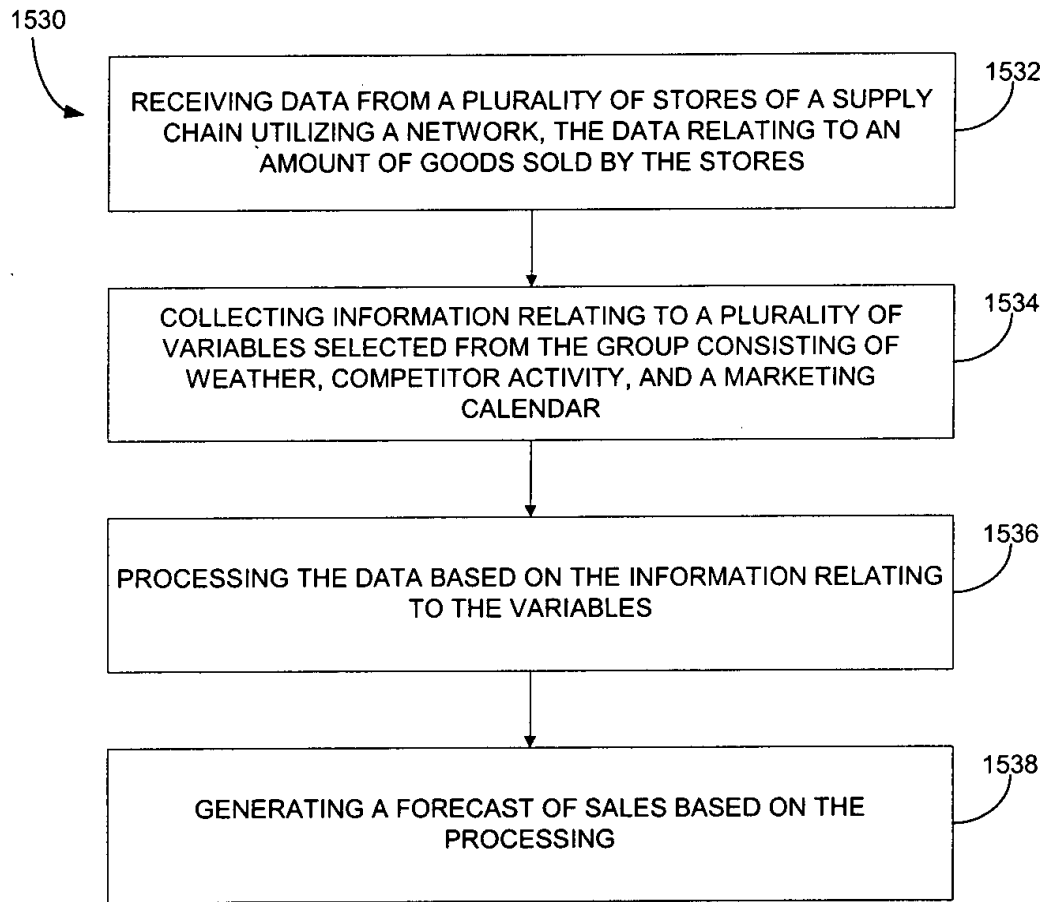 1530
1532
RECEIVING DATA FROM A PLURALITY OF STORES OF A SUPPLY
CHAIN UTILIZING A NETWORK, THE DATA RELATING TO AN
AMOUNT OF GOODS SOLD BY THE STORES
1534
COLLECTING INFORMATION RELATING TO A PLURALITY OF
VARIABLES SELECTED FROM THE GROUP CONSISTING OF
WEATHER, COMPETITOR ACTIVITY, AND A MARKETING
CALENDAR
1536
PROCESSING THE DATA BASED ON THE INFORMATION RELATING
TO THE VARIABLES
1538
GENERATING A FORECAST OF SALES BASED ON THE
PROCESSING